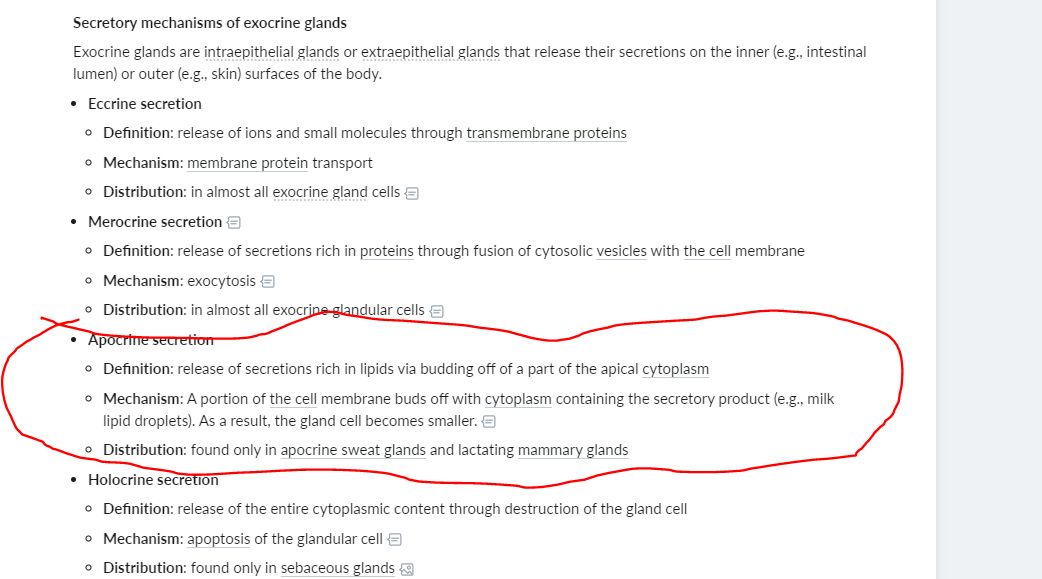 Secretory mechanisms of exocrine glands
Exocrine glands are intraepithelial glands or extraepithelial glands that release their secretions on the inner (e.g., intestinal
lumen) or outer (e.g., skin) surfaces of the body.
• Eccrine secretion
Definition: release of ions and small molecules through transmembrane proteins
Mechanism: membrane protein transport
Distribution: in almost all exocrine gland cells
• Merocrine secretion
Definition: release of secretions rich in proteins through fusion of cytosolic vesicles with the cell membrane
Mechanism: exocytosis
Distribution: in almost all exocrine glandular cells
• Apocrine secretion
Definition: release of secretions rich in lipids via budding off of a part of the apical cytoplasm
Mechanism: A portion of the cell membrane buds off with cytoplasm containing the secretory product (e.g., milk
lipid droplets). As a result, the gland cell becomes smaller.
Distribution: found only in apocrine sweat glands and lactating mammary glands
• Holocrine secretion
Definition: release of the entire cytoplasmic content through destruction of the gland cell
Mechanism: apoptosis of the glandular cell
Distribution: found only in sebaceous glands